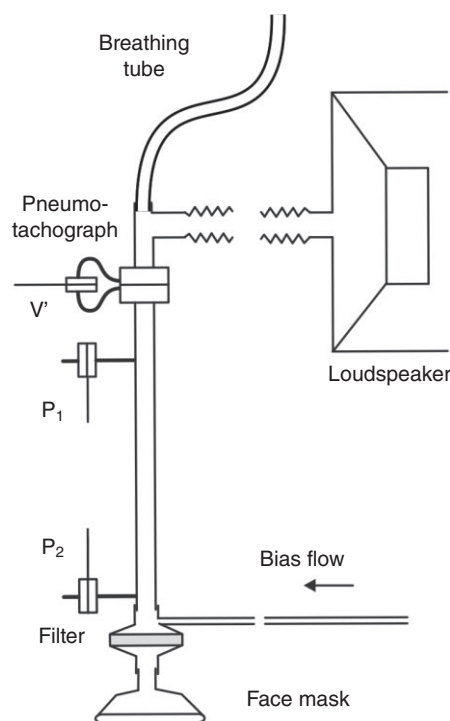 Breathing
tube
Pneumo-
tachograph
V'
Loudspeaker
P₁
P₂
Bias flow
Filter
Face mask